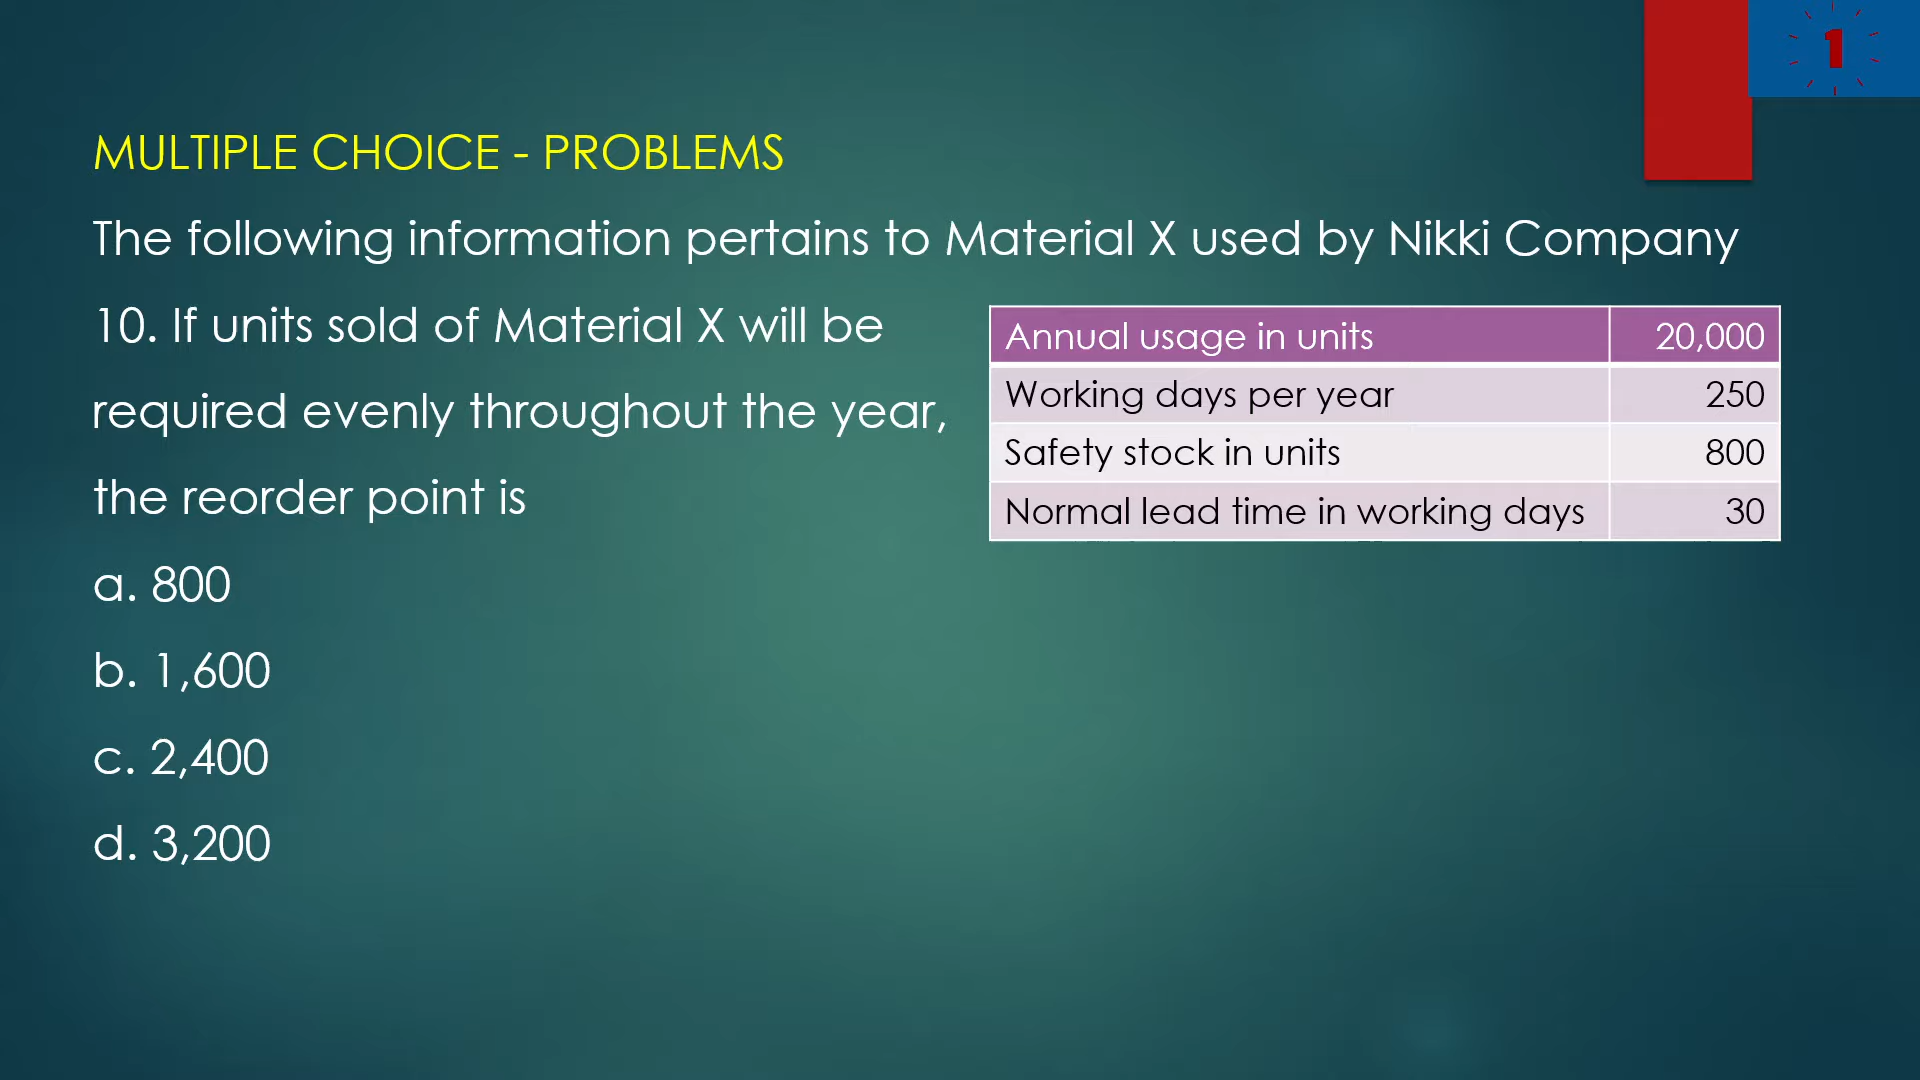 1
MULTIPLE CHOICE - PROBLEMS
The following information pertains to Material X used by Nikki Company
10. If units sold of Material X will be
required evenly throughout the year,
the reorder point is
a. 800
b. 1,600
c. 2,400
d. 3,200
Annual usage in units 20,000
Working days per year 250
Safety stock in units 800
Normal lead time in working days 30